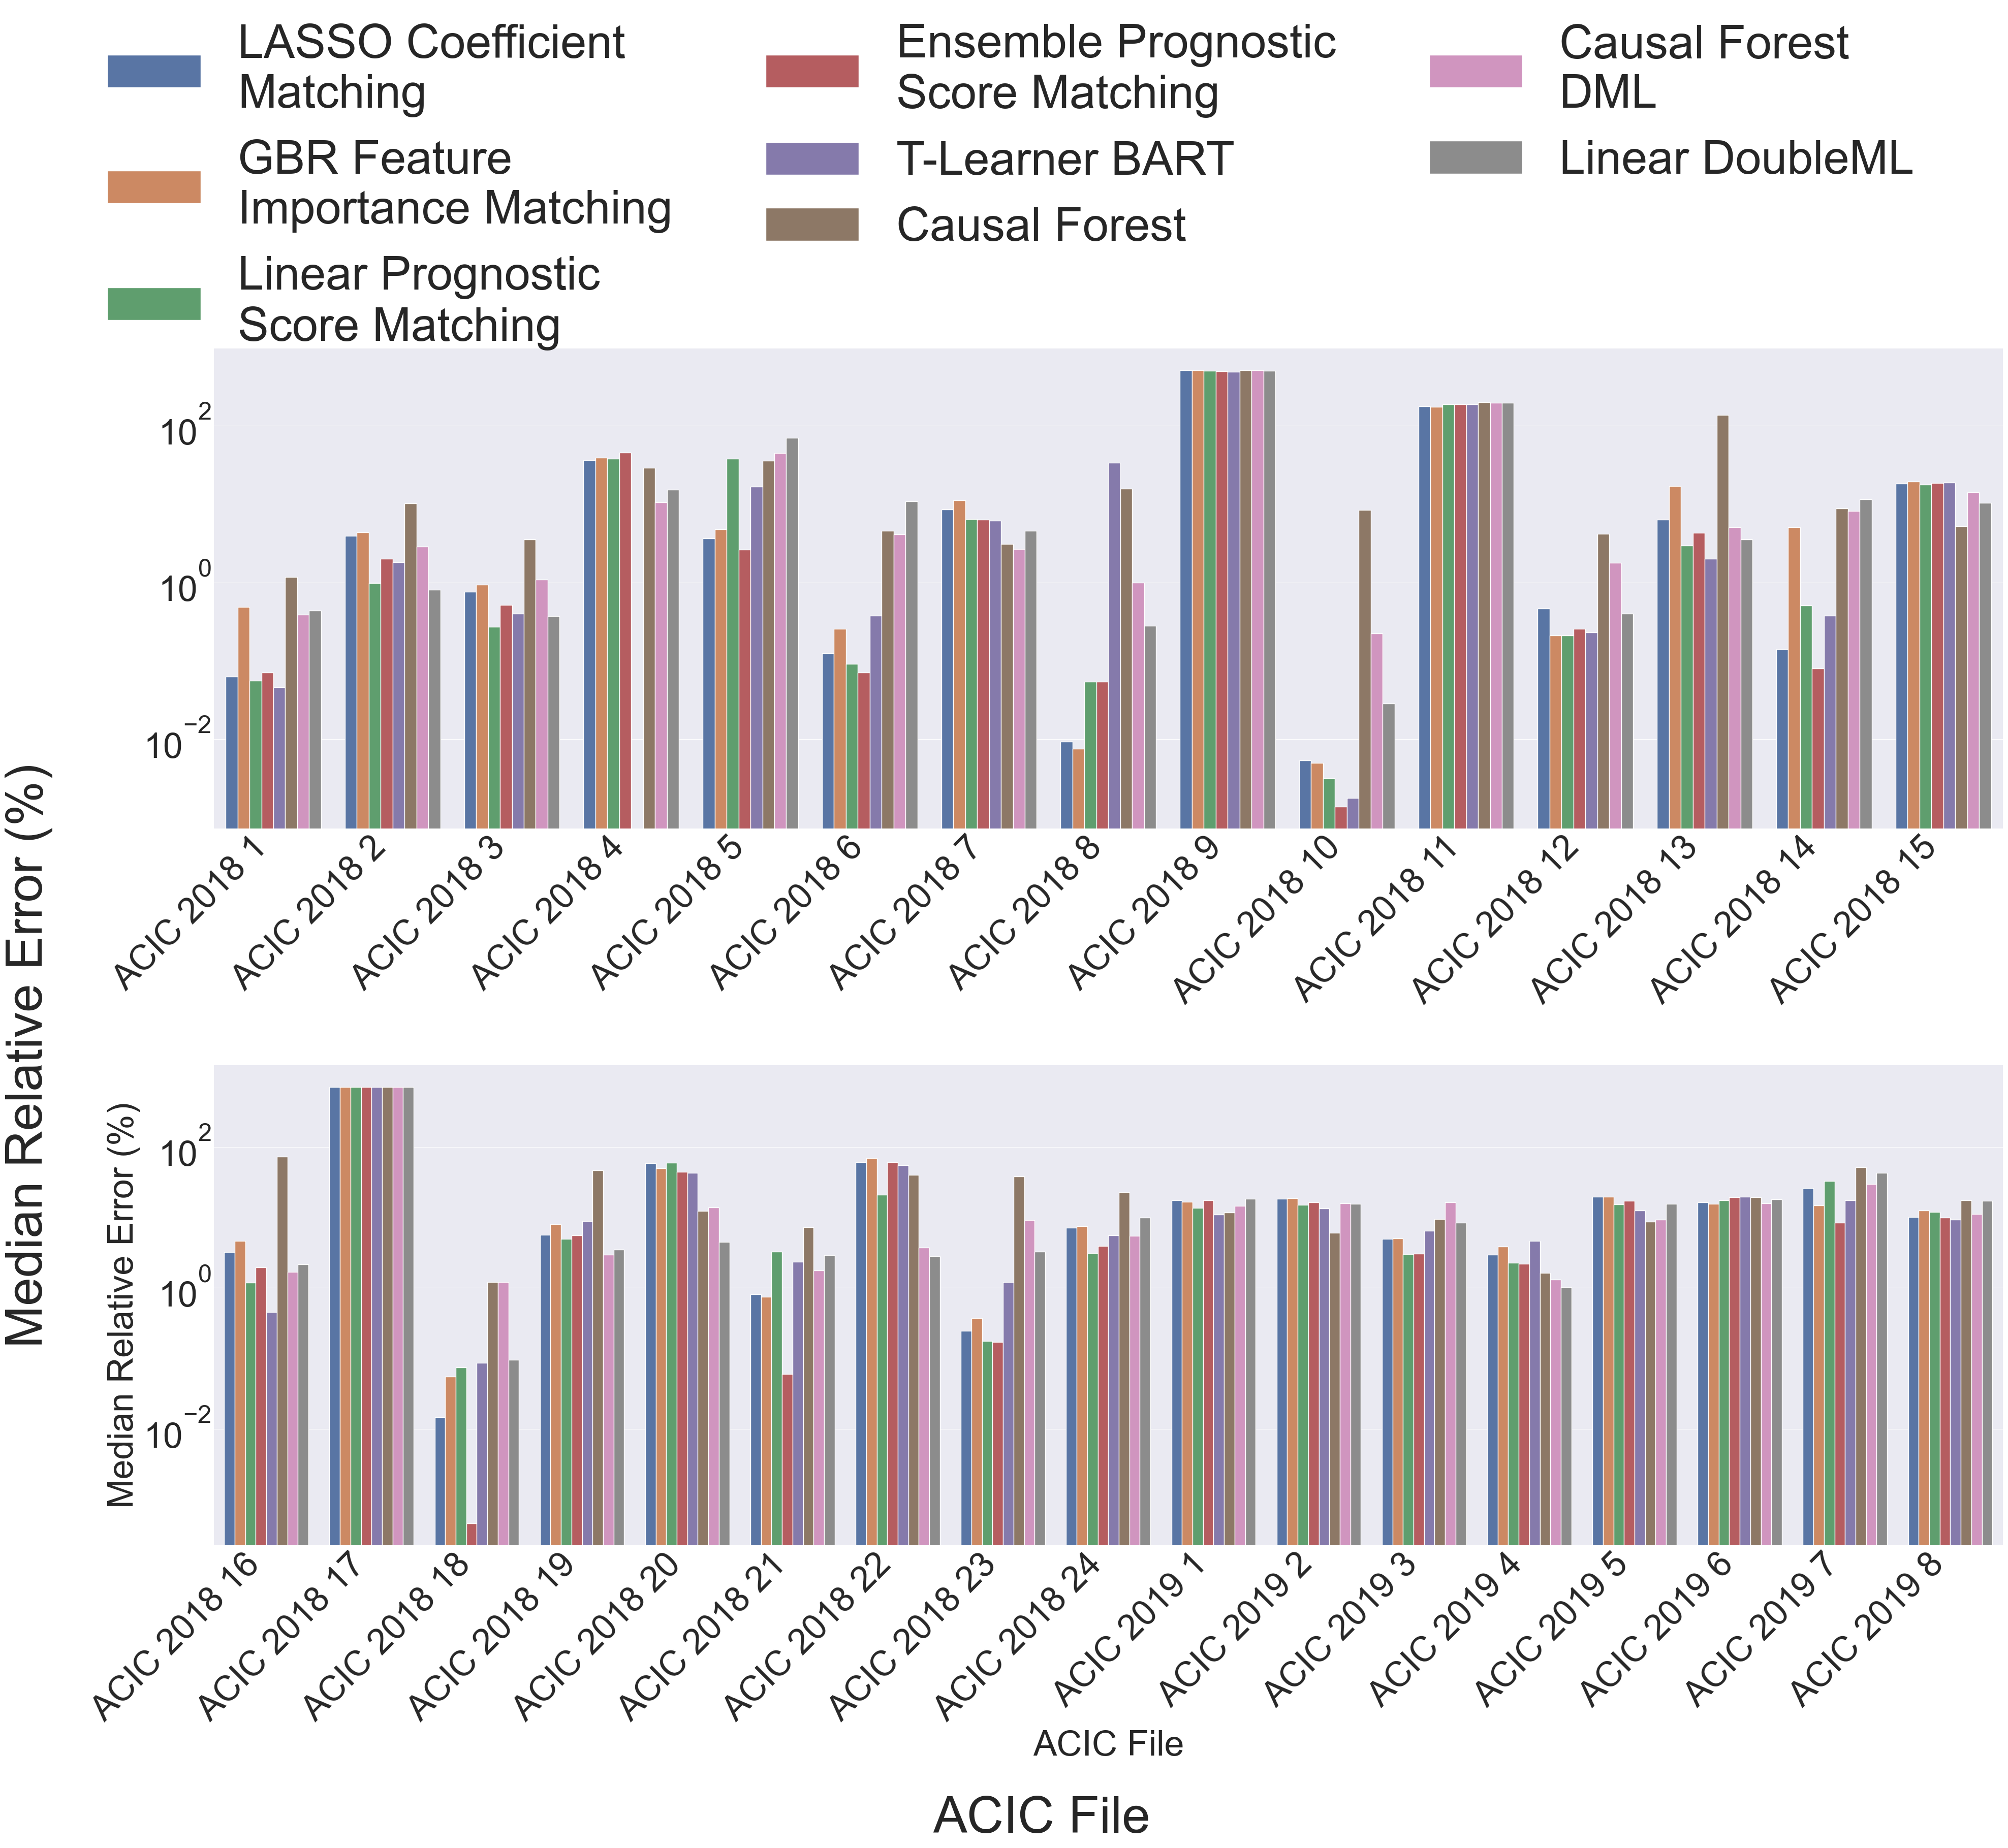 LASSO Coefficient
Matching
GBR Feature
Importance Matching
Linear Prognostic
Score Matching
Ensemble Prognostic
Score Matching
T-Learner BART
Causal Forest
Causal Forest
DML
Linear DoubleML
Median Relative Error (%)
10^2
10^0
10^−2
ACIC 2018 1
ACIC 2018 2
ACIC 2018 3
ACIC 2018 4
ACIC 2018 5
ACIC 2018 6
ACIC 2018 7
ACIC 2018 8
ACIC 2018 9
ACIC 2018 10
ACIC 2018 11
ACIC 2018 12
ACIC 2018 13
ACIC 2018 14
ACIC 2018 15
Median Relative Error (%)
10^2
10^0
10^−2
ACIC 2018 16
ACIC 2018 17
ACIC 2018 18
ACIC 2018 19
ACIC 2018 20
ACIC 2018 21
ACIC 2018 22
ACIC 2018 23
ACIC 2018 24
ACIC 2019 1
ACIC 2019 2
ACIC 2019 3
ACIC 2019 4
ACIC 2019 5
ACIC 2019 6
ACIC 2019 7
ACIC 2019 8
ACIC File
ACIC File